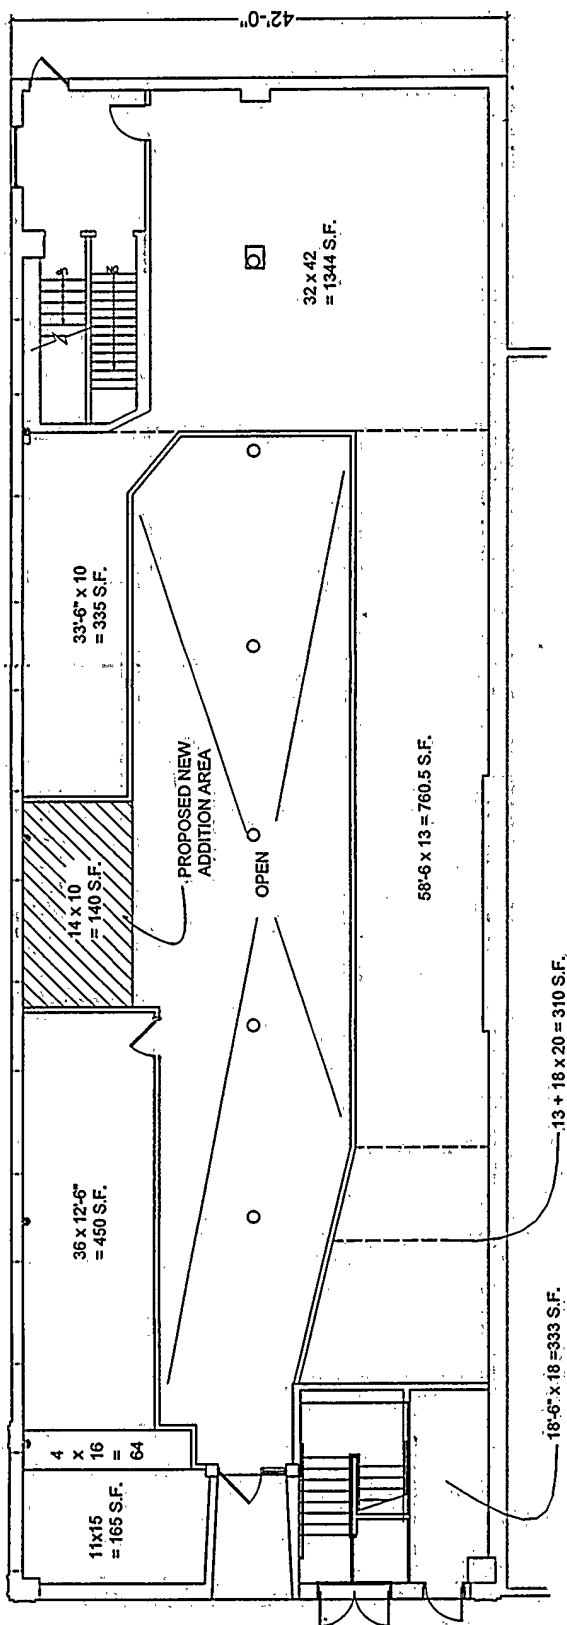 42'-0"
32 x 42
= 1344 S.F.
33'-6" x 10
= 335 S.F.
PROPOSED NEW
ADDITION AREA
14 x 10
= 140 S.F.
OPEN
58'-6 x 13 = 760.5 S.F.
36 x 12'-6"
= 450 S.F.
13 + 18 x 20 = 310 S.F.
4 x 16 = 64
11x15
= 165 S.F.
18'-6" x 18 =333 S.F.